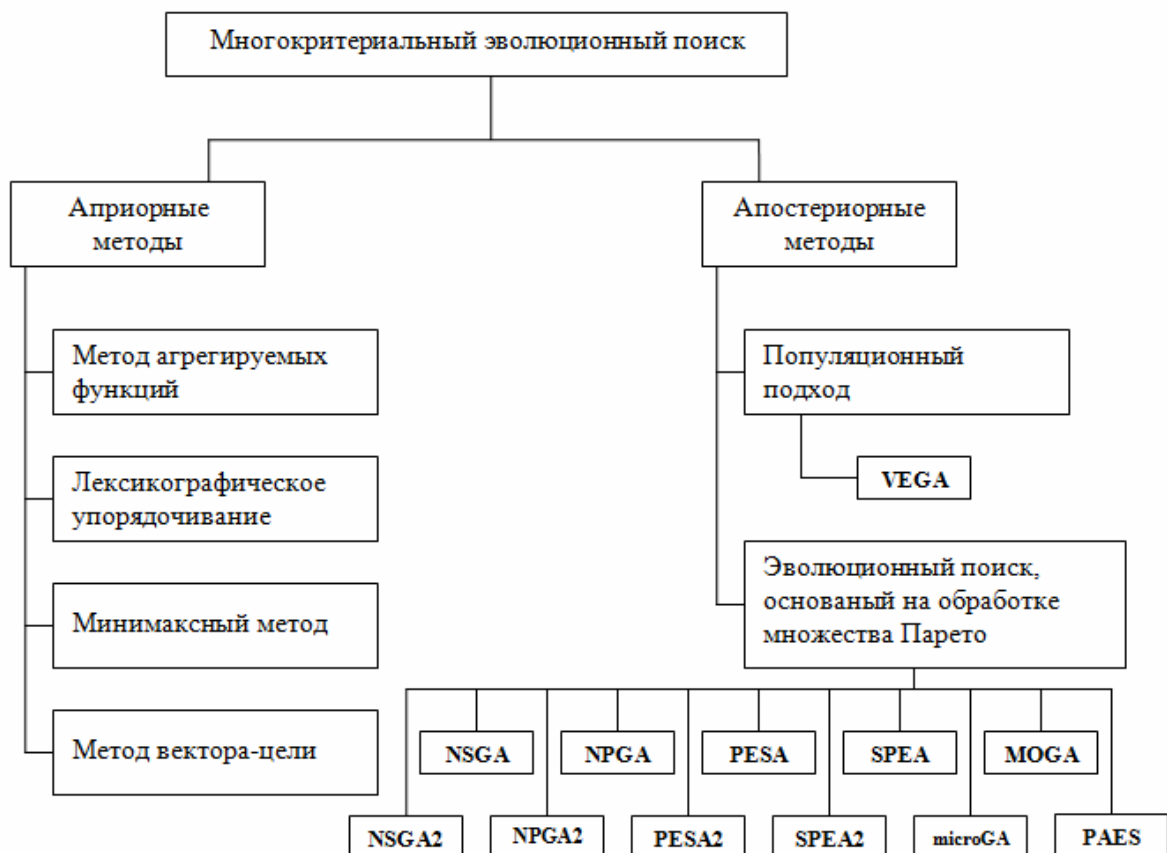 Многокритериальный эволюционный поиск
Априорные
методы
Апостериорные
методы
Метод агрегируемых
функций
Лексикографическое
упорядочивание
Минимаксный метод
Метод вектора-цели
Популяционный
подход
VEGA
Эволюционный поиск,
основаный на обработке
множества Парето
NSGA
NPGA
PESA
SPEA
MOGA
NSGA2
NPGA2
PESA2
SPEA2
microGA
PAES